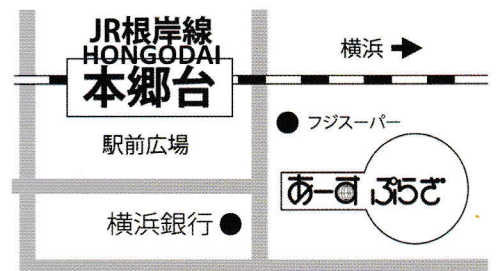 JR根岸線
HONGODAI
本郷台
横浜 →
駅前広場
フジスーパー
あーす ぷらざ
横浜銀行